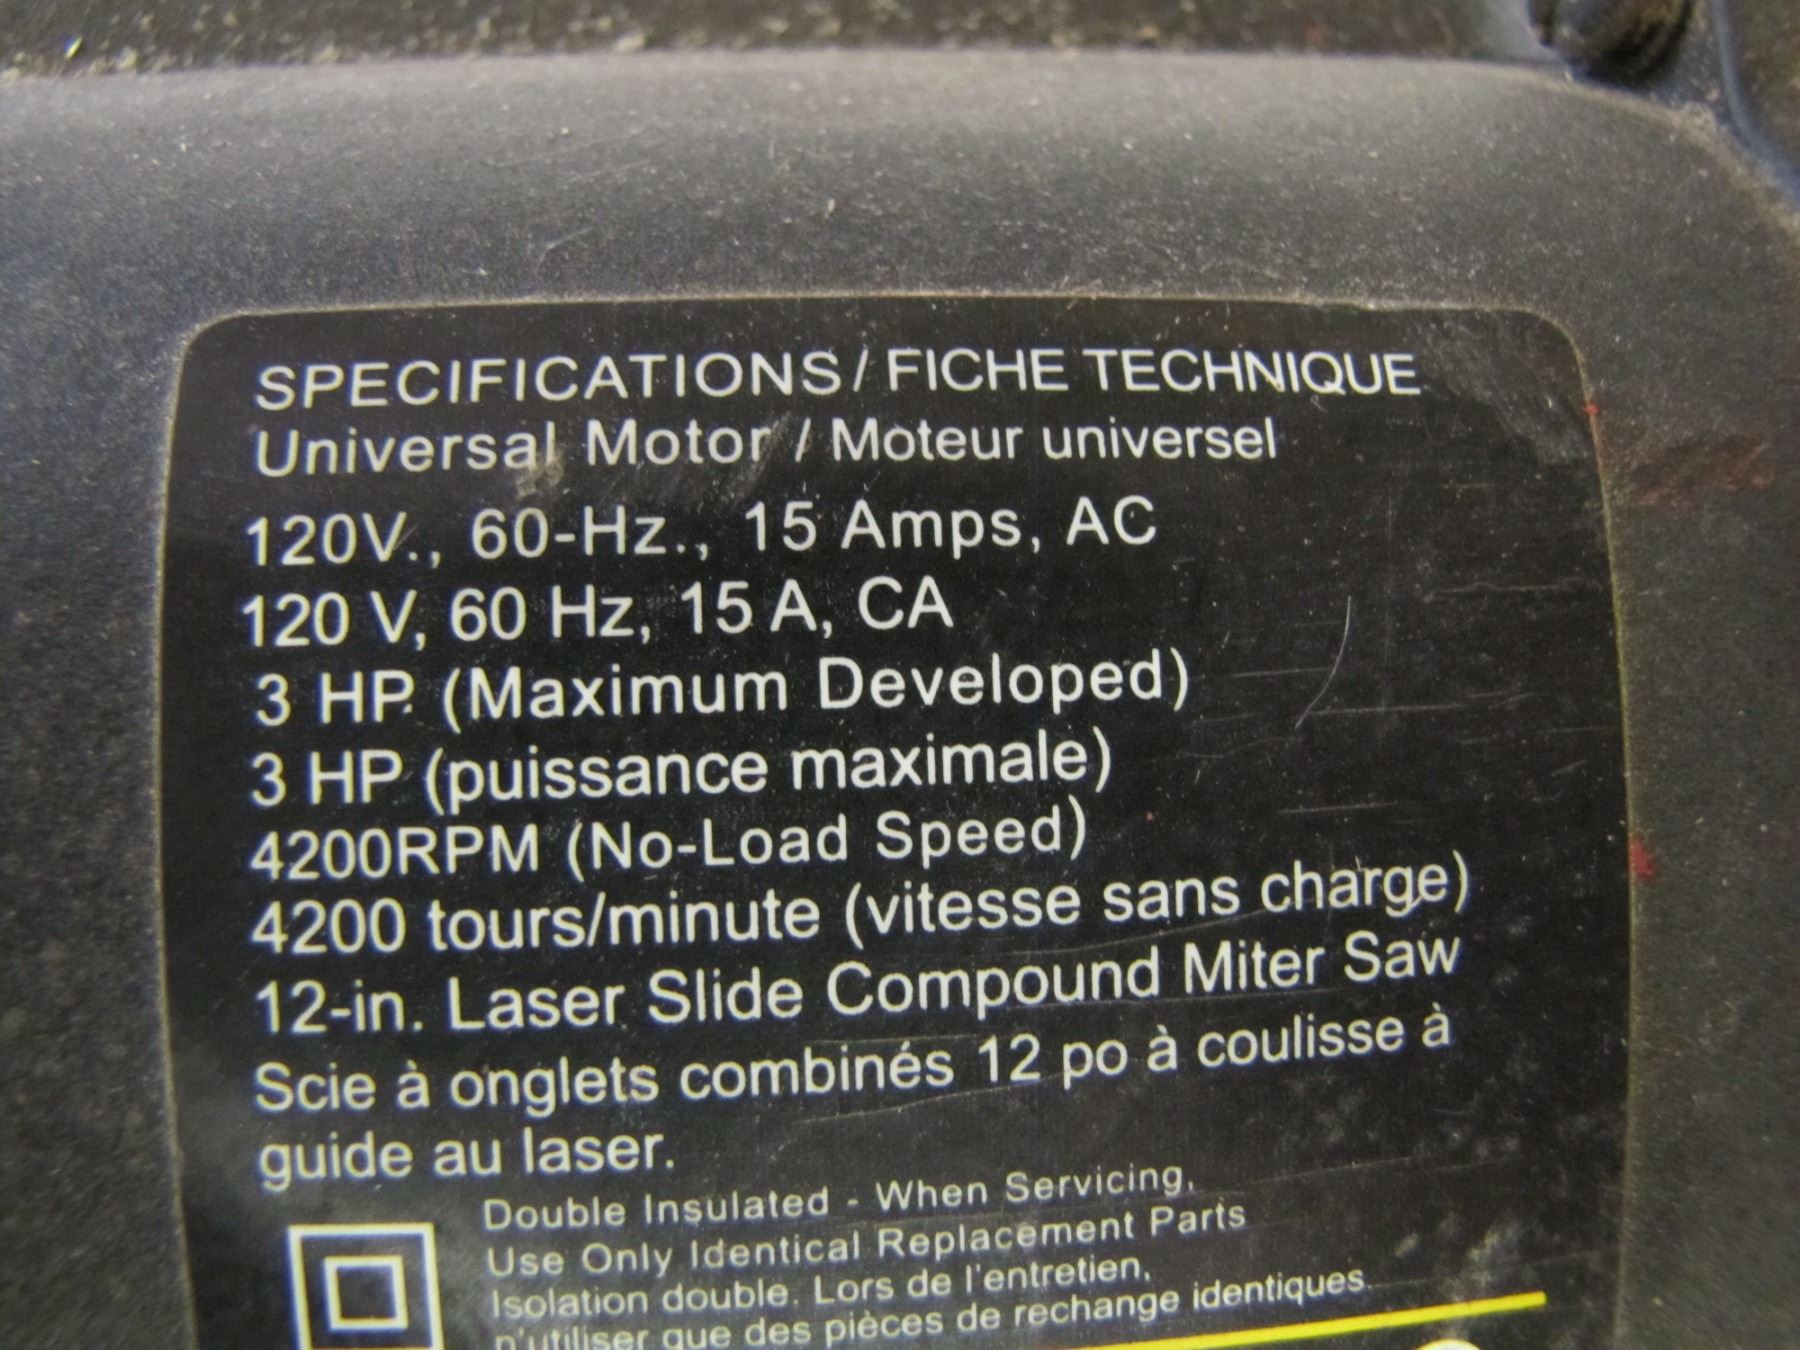 SPECIFICATIONS/ FICHE TECHNIQUE
Universal Motor / Moteur universel
120V., 60-Hz., 15 Amps, AC
120 V, 60 Hz, 15 A, CA
3 HP (Maximum Developed)
3 HP (puissance maximale)
4200RPM (No-Load Speed)
4200 tours/minute (vitesse sans charge)
12-in. Laser Slide Compound Miter Saw
Scie à onglets combinés 12 po à coulisse à
guide au laser.
Double Insulated - When Servicing,
Use Only Identical Replacement Parts
Isolation double. Lors de l'entretien,
n'utiliser que des pièces de rechange identiques.